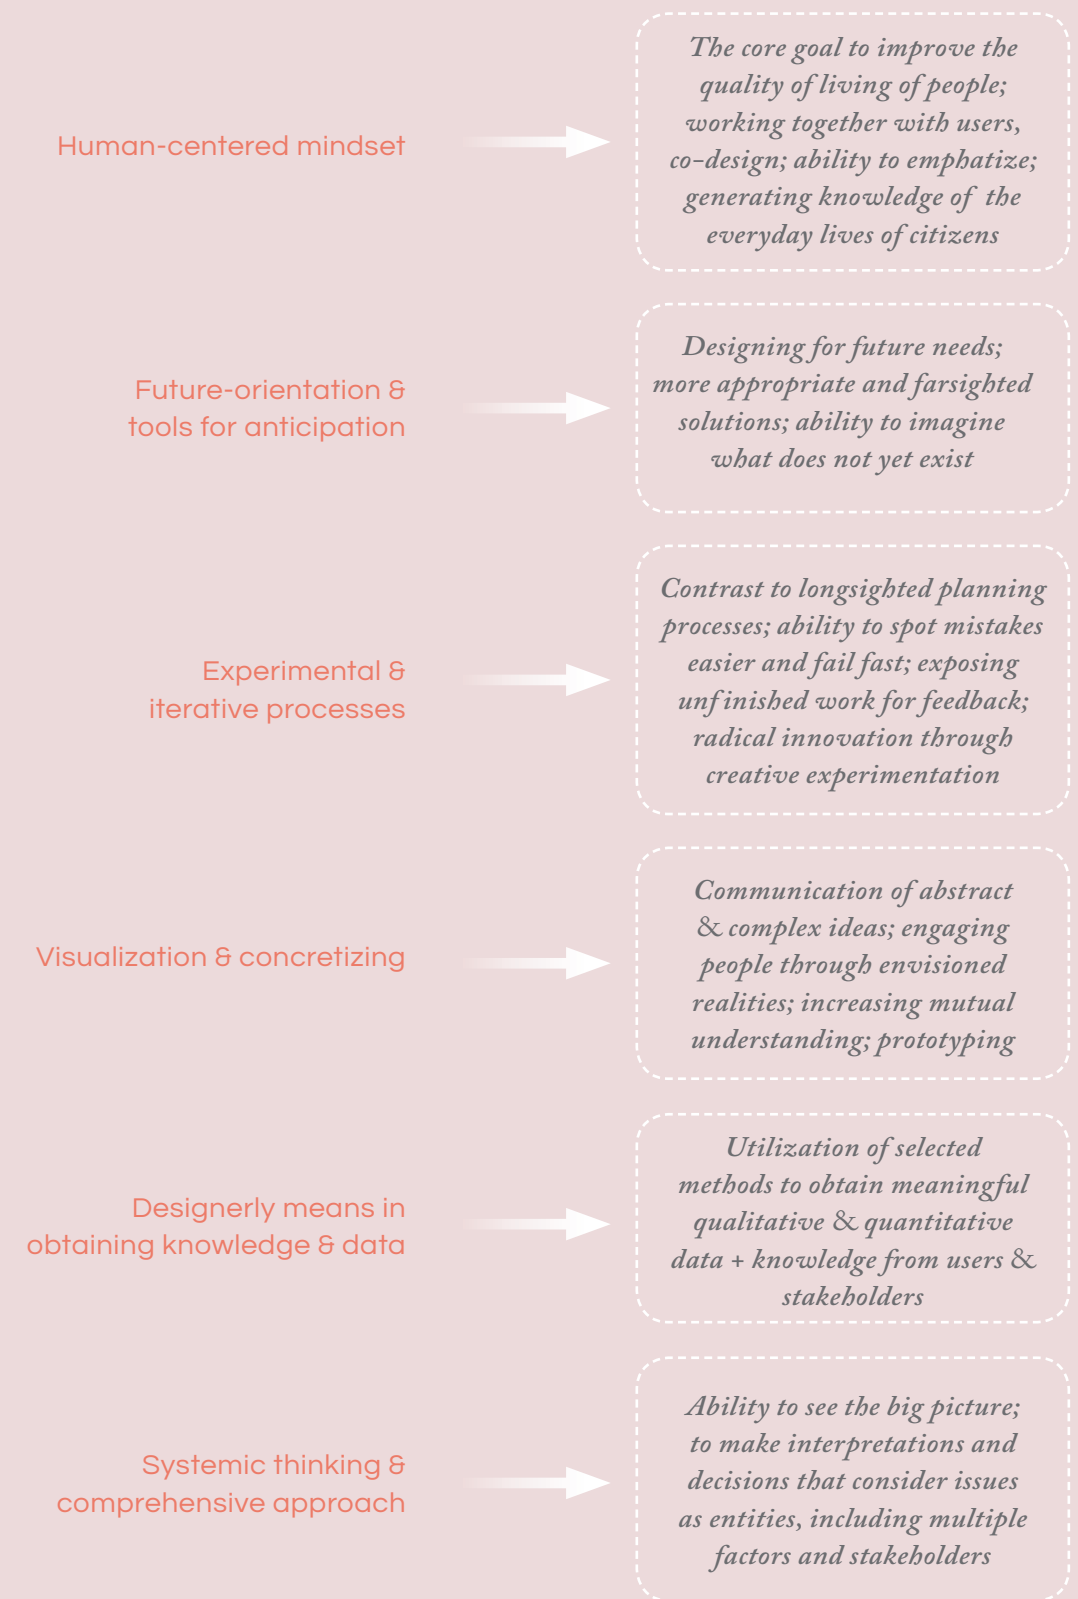 Human-centered mindset
The core goal to improve the
quality of living of people;
working together with users,
co-design; ability to emphatize;
generating knowledge of the
everyday lives of citizens
Future-orientation &
tools for anticipation
Designing for future needs;
more appropriate and farsighted
solutions; ability to imagine
what does not yet exist
Experimental &
iterative processes
Contrast to longsighted planning
processes; ability to spot mistakes
easier and fail fast; exposing
unfinished work for feedback;
radical innovation through
creative experimentation
Visualization & concretizing
Communication of abstract
& complex ideas; engaging
people through envisioned
realities; increasing mutual
understanding; prototyping
Designerly means in
obtaining knowledge & data
Utilization of selected
methods to obtain meaningful
qualitative & quantitative
data + knowledge from users &
stakeholders
Systemic thinking &
comprehensive approach
Ability to see the big picture;
to make interpretations and
decisions that consider issues
as entities, including multiple
factors and stakeholders